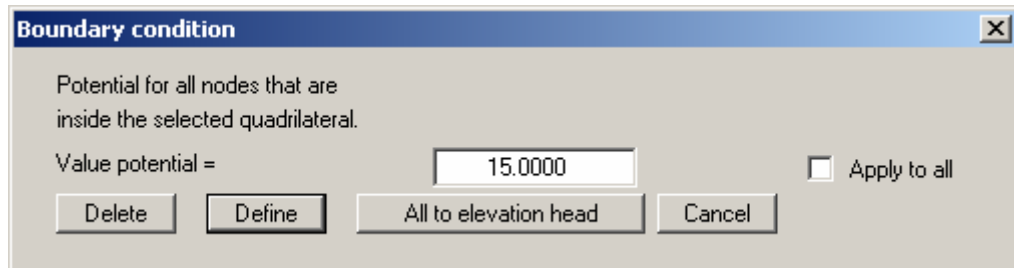 Boundary condition
Potential for all nodes that are
inside the selected quadrilateral.
Value potential = 15.0000 Apply to all
Delete Define All to elevation head Cancel